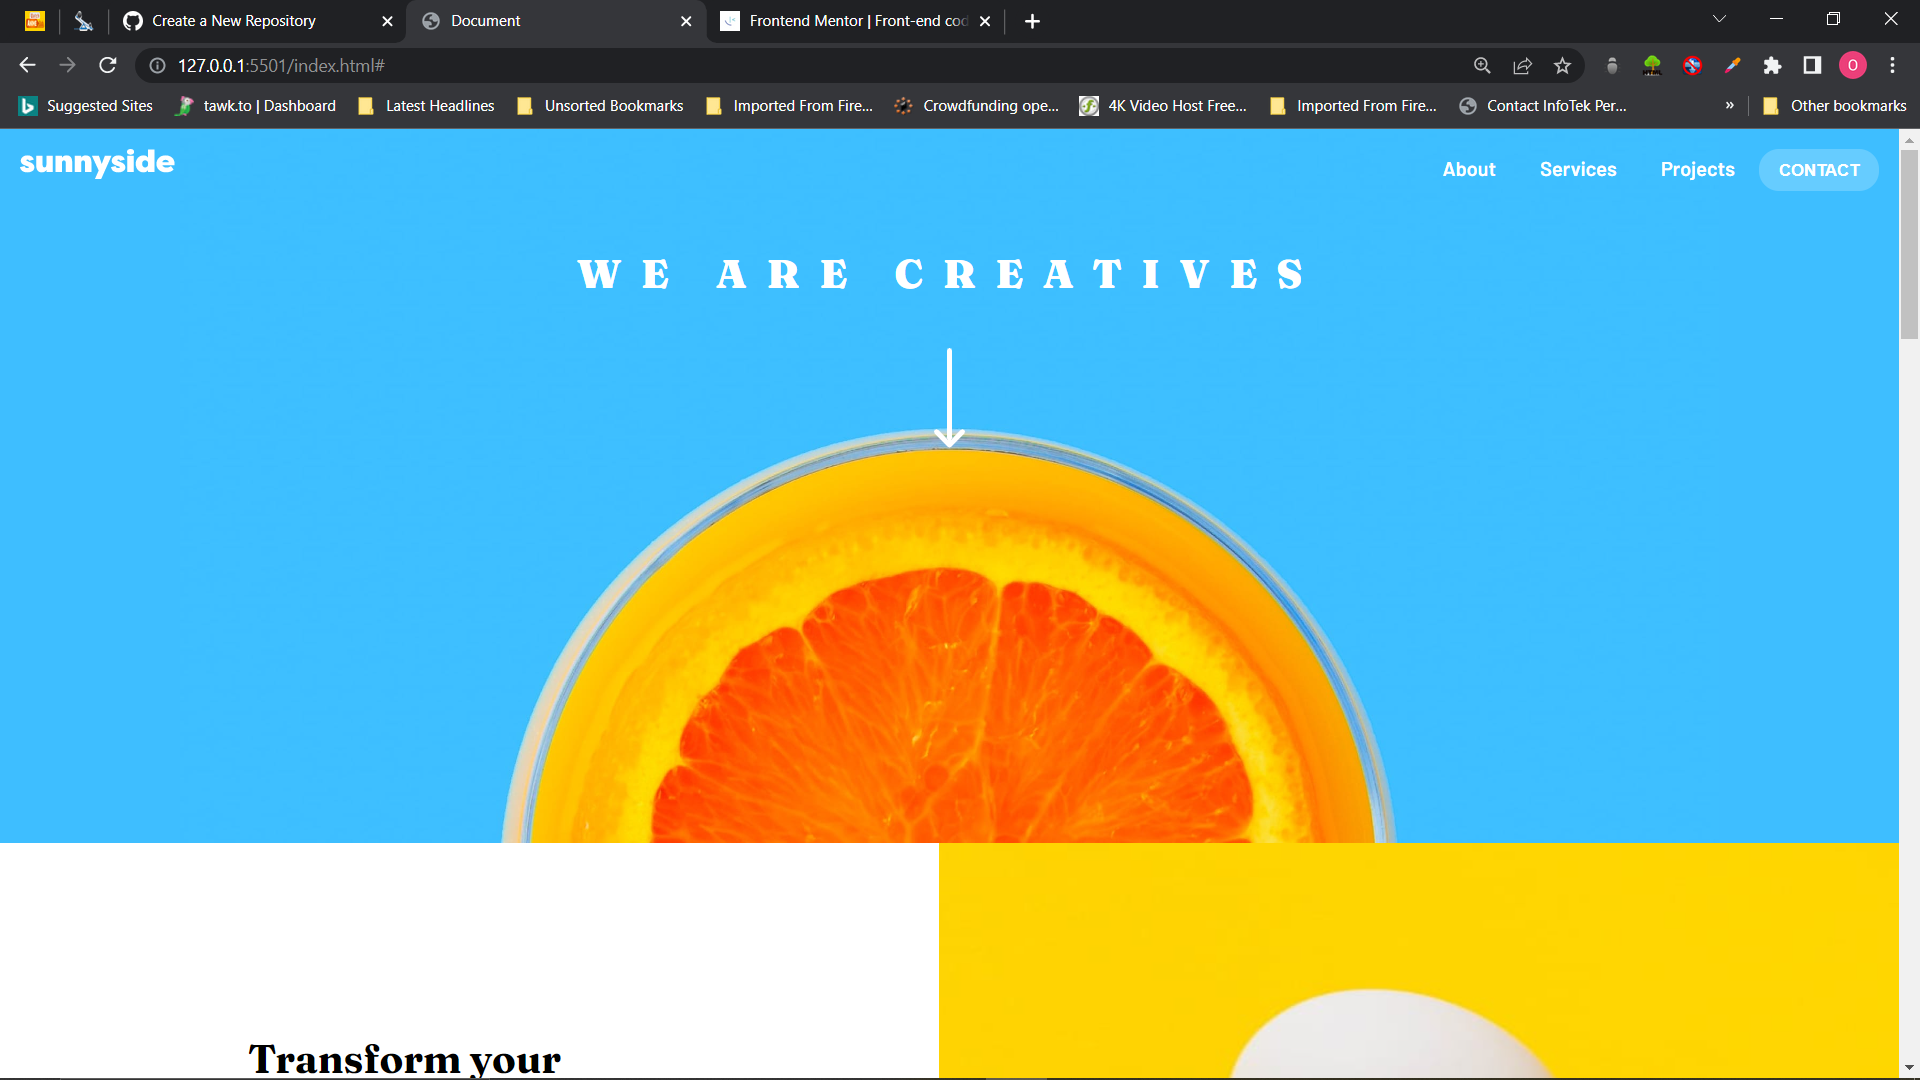 Create a New Repository
Document
Frontend Mentor | Front-end cod
127.0.0.1:5501/index.html#
O
Suggested Sites
tawk.to | Dashboard
Latest Headlines
Unsorted Bookmarks
Imported From Fire...
Crowdfunding ope...
4K Video Host Free...
Imported From Fire...
Contact InfoTek Per...
»
Other bookmarks
sunnyside
About
Services
Projects
CONTACT
WE ARE CREATIVES
Transform your